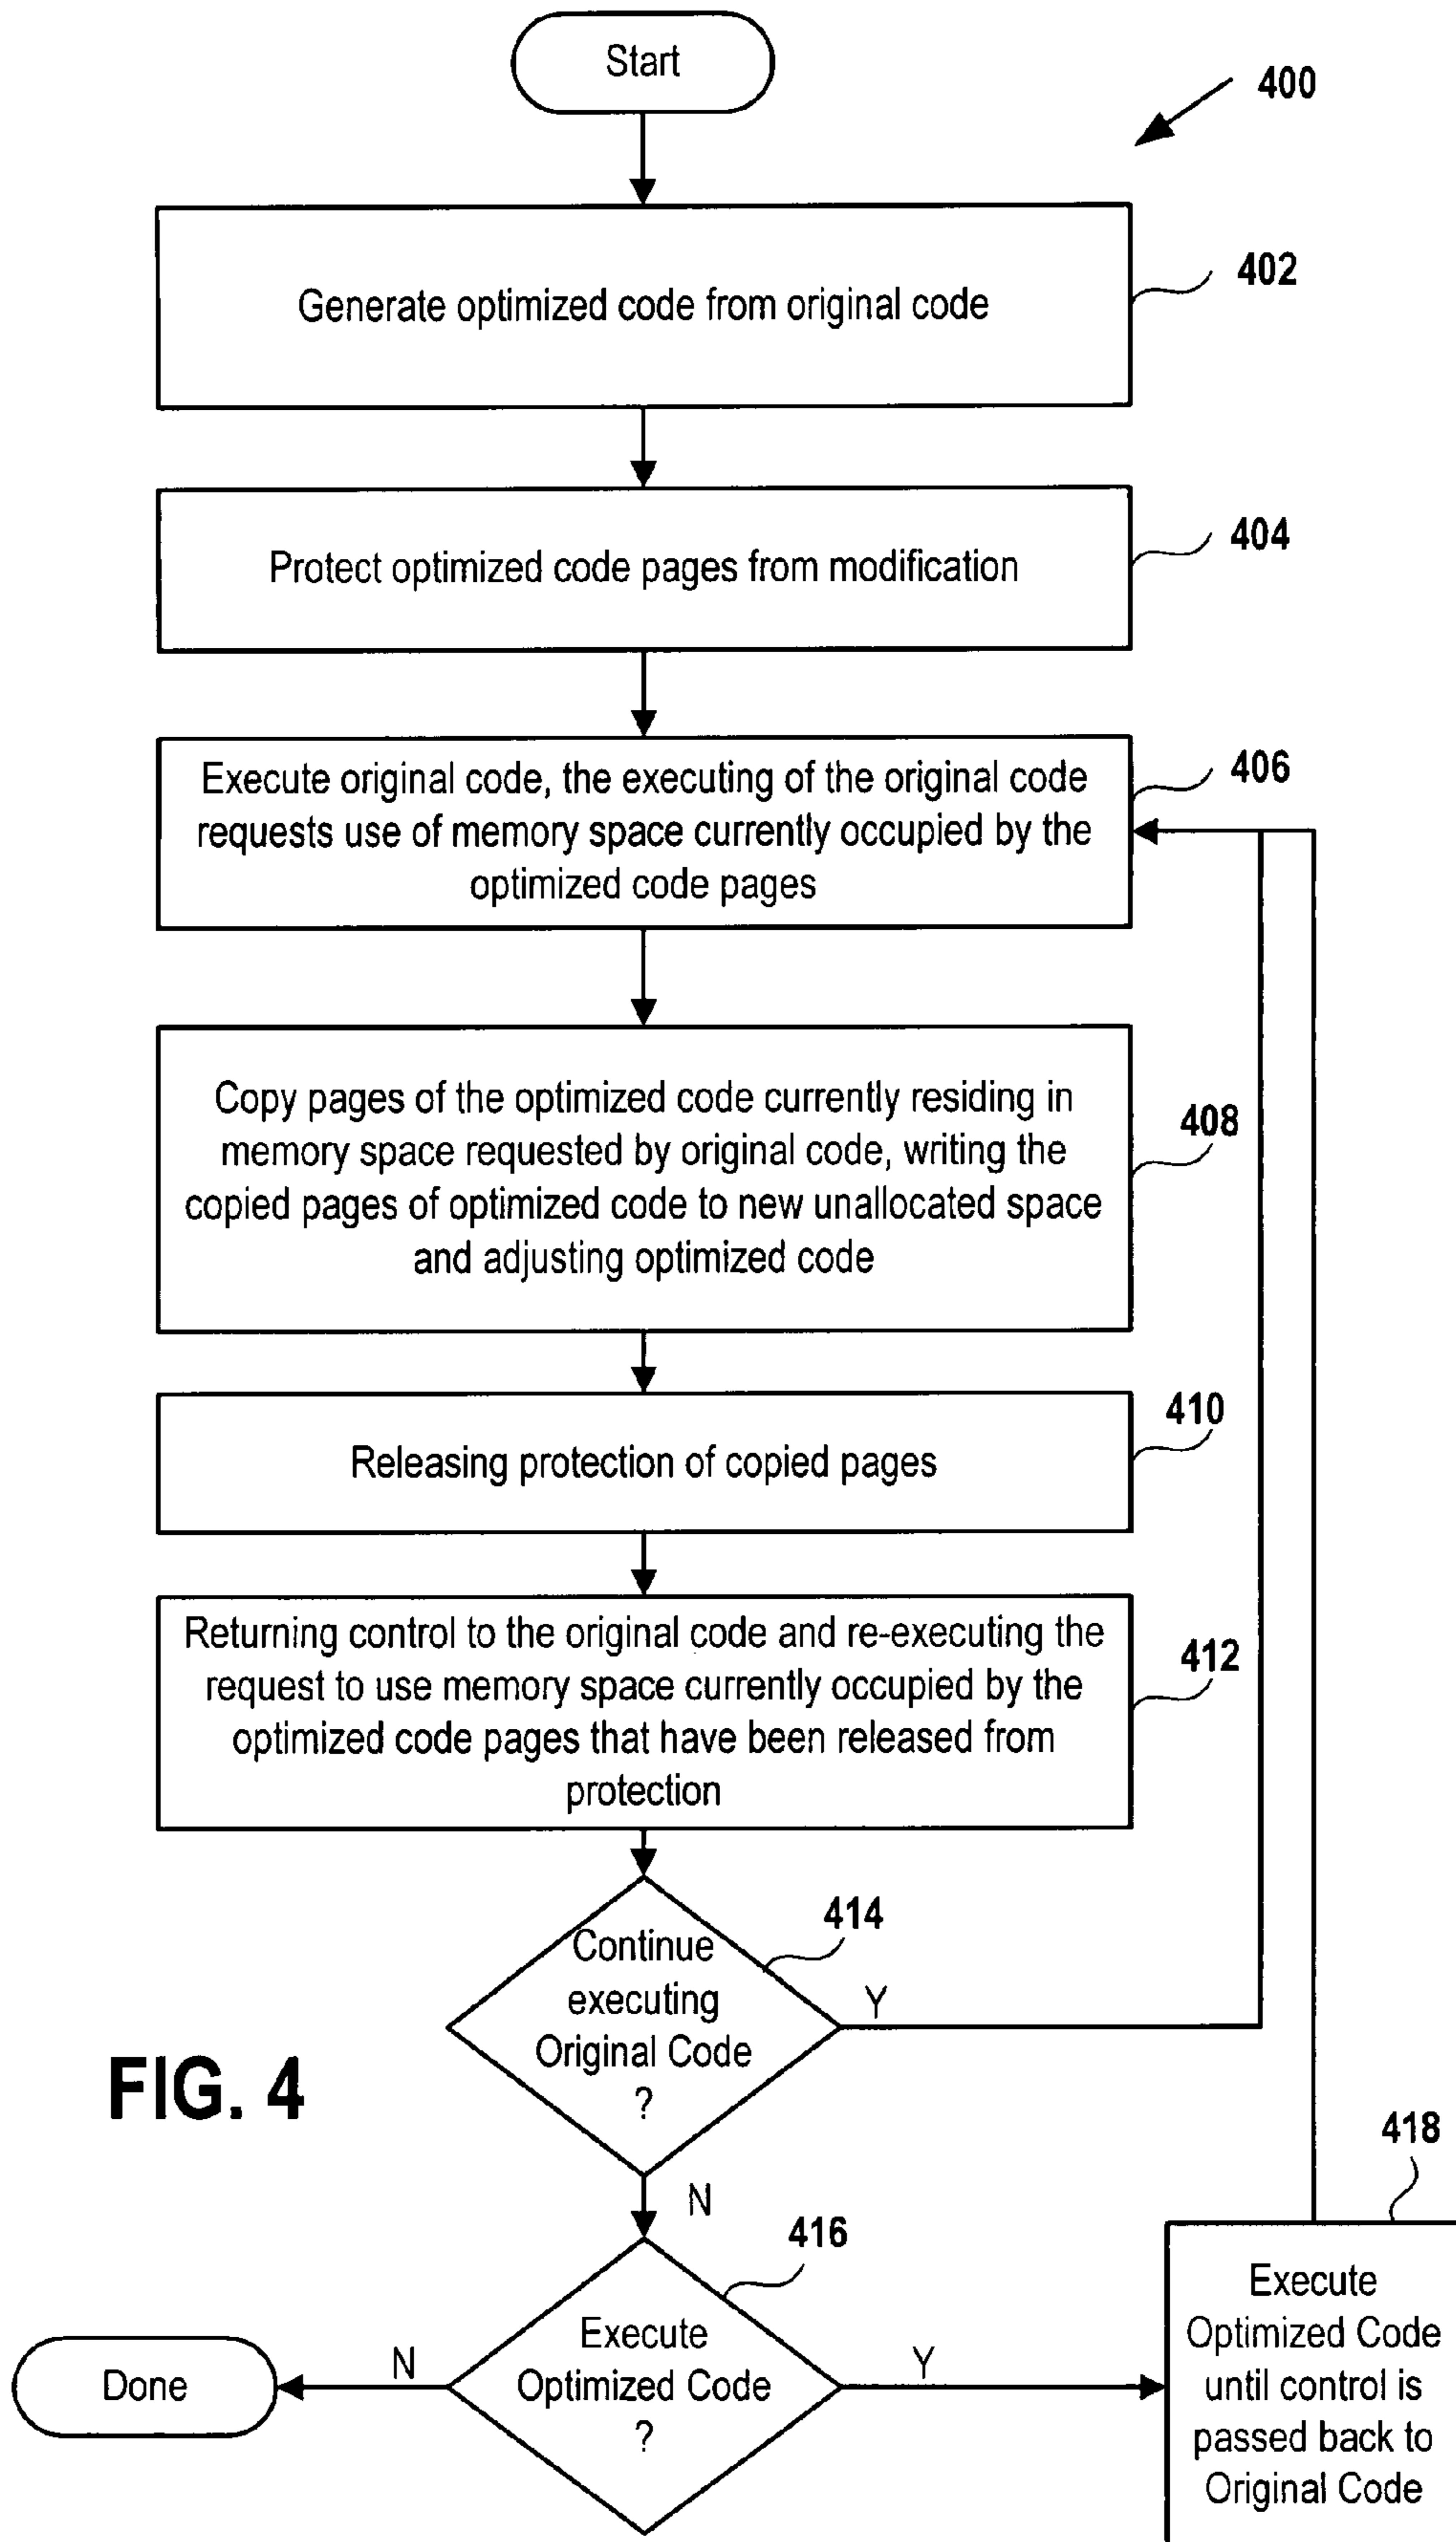 Start
400
Generate optimized code from original code
402
Protect optimized code pages from modification
404
Execute original code, the executing of the original code
requests use of memory space currently occupied by the
optimized code pages
406
Copy pages of the optimized code currently residing in
memory space requested by original code, writing the
copied pages of optimized code to new unallocated space
and adjusting optimized code
408
Releasing protection of copied pages
410
Returning control to the original code and re-executing the
request to use memory space currently occupied by the
optimized code pages that have been released from
protection
412
Continue
executing
Original Code
?
414
Y
N
FIG. 4
Execute
Optimized Code
?
416
N
Y
Done
418
Execute
Optimized Code
until control is
passed back to
Original Code